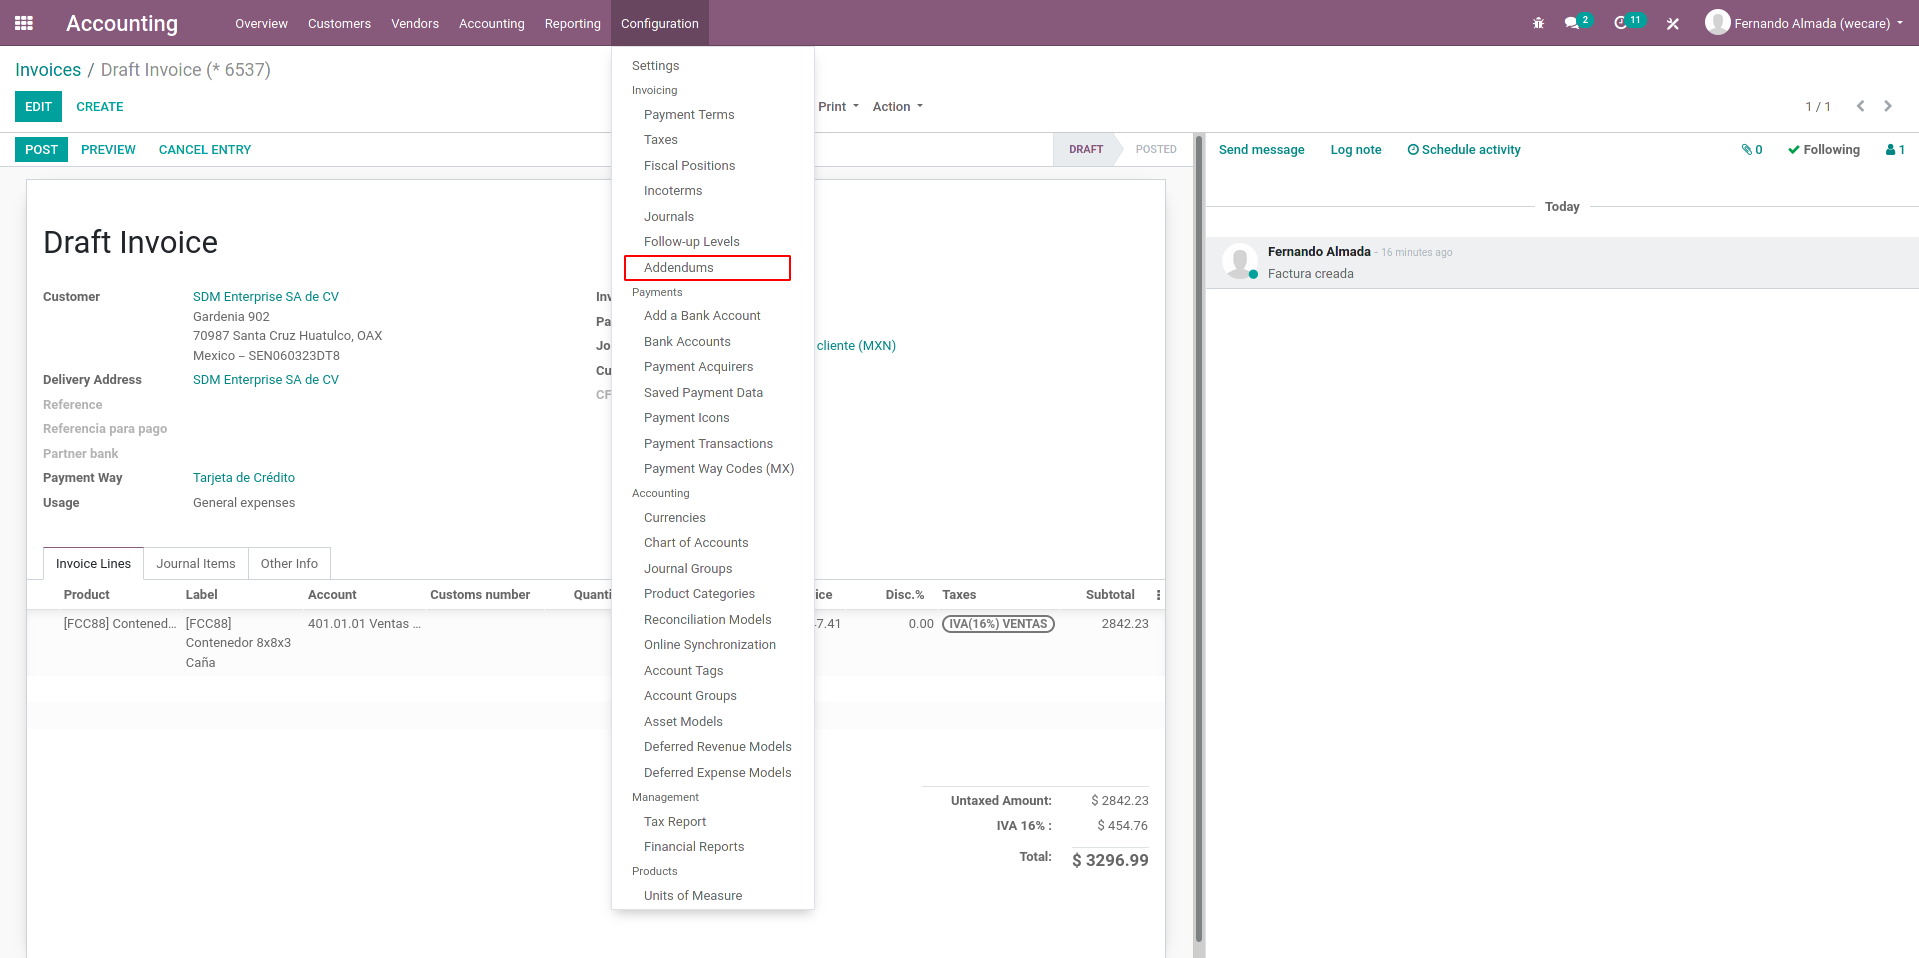 Accounting
Overview
Customers
Vendors
Accounting
Reporting
Configuration
2
11
Fernando Almada (wecare)
Invoices / Draft Invoice (* 6537)
EDIT
CREATE
Print
Action
1 / 1
POST
PREVIEW
CANCEL ENTRY
DRAFT
POSTED
Settings
Invoicing
Payment Terms
Taxes
Fiscal Positions
Incoterms
Journals
Follow-up Levels
Addendums
Payments
Add a Bank Account
Bank Accounts
Payment Acquirers
Saved Payment Data
Payment Icons
Payment Transactions
Payment Way Codes (MX)
Accounting
Currencies
Chart of Accounts
Journal Groups
Product Categories
Reconciliation Models
Online Synchronization
Account Tags
Account Groups
Asset Models
Deferred Revenue Models
Deferred Expense Models
Management
Tax Report
Financial Reports
Products
Units of Measure
Draft Invoice
Customer
SDM Enterprise SA de CV
Gardenia 902
70987 Santa Cruz Huatulco, OAX
Mexico – SEN060323DT8
Delivery Address
SDM Enterprise SA de CV
Reference
Referencia para pago
Partner bank
Payment Way
Tarjeta de Crédito
Usage
General expenses
Inv
Pa
Jo
cliente (MXN)
Cu
CF
Invoice Lines
Journal Items
Other Info
Product
Label
Account
Customs number
Quanti
ice
Disc.%
Taxes
Subtotal
[FCC88] Contened...
[FCC88]
Contenedor 8x8x3
Caña
401.01.01 Ventas ...
7.41
0.00
IVA(16%) VENTAS
2842.23
Untaxed Amount:
$ 2842.23
IVA 16% :
$ 454.76
Total:
$ 3296.99
Send message
Log note
Schedule activity
0
Following
1
Today
Fernando Almada - 16 minutes ago
Factura creada